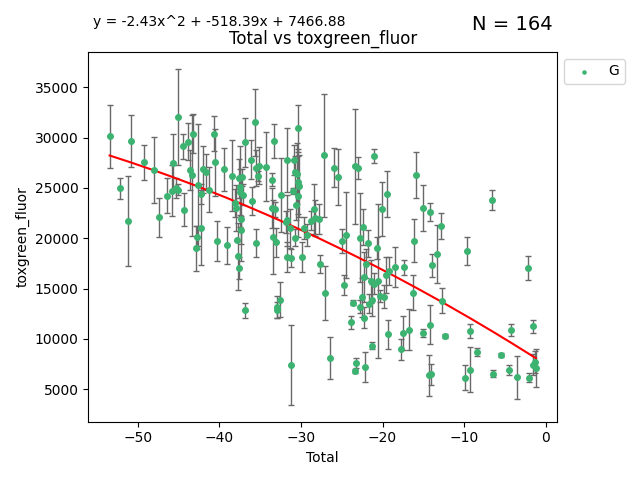 y = -2.43x^2 + -518.39x + 7466.88
N = 164
Total vs toxgreen_fluor
G
toxgreen_fluor
35000
30000
25000
20000
15000
10000
5000
−50
−40
−30
−20
−10
0
Total